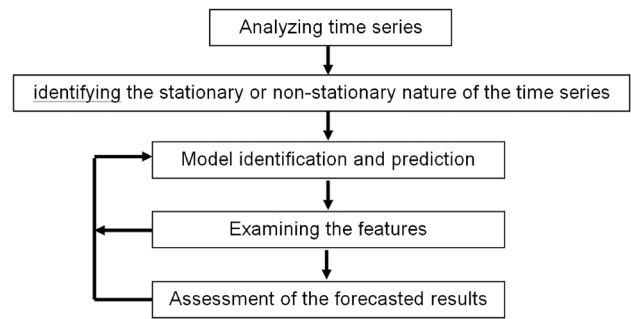 Analyzing time series
identifying the stationary or non-stationary nature of the time series
Model identification and prediction
Examining the features
Assessment of the forecasted results